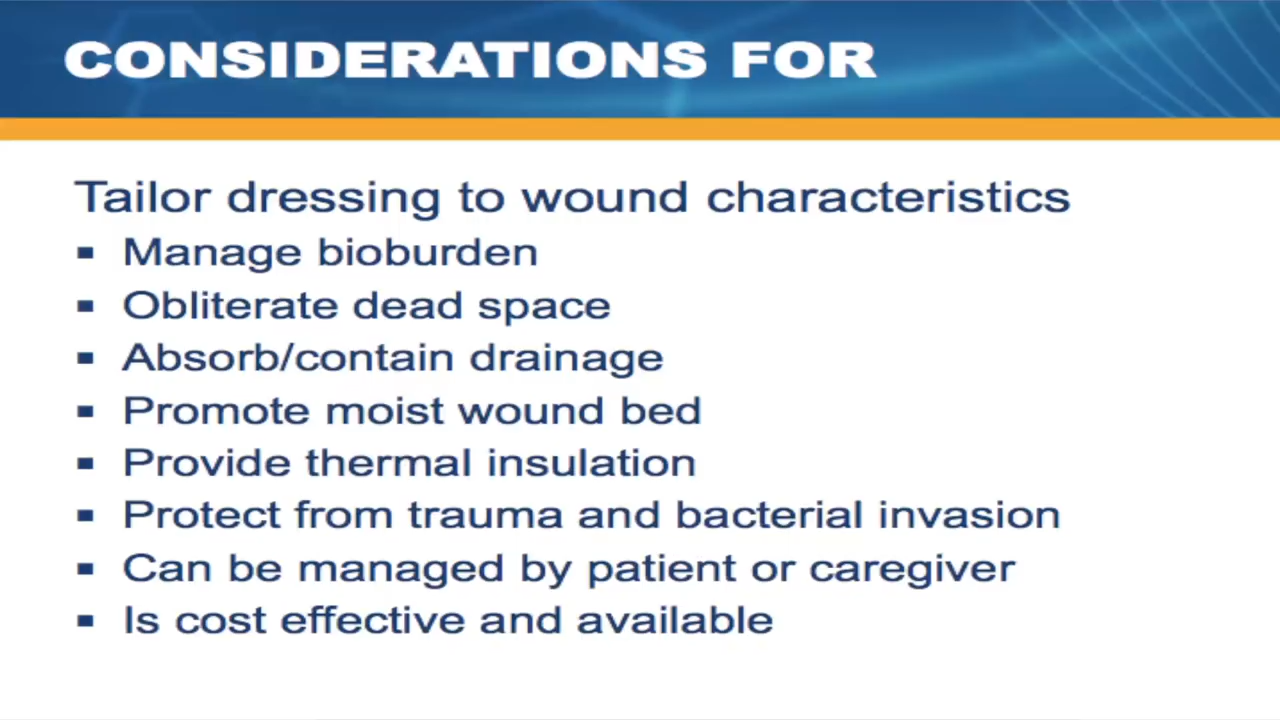 CONSIDERATIONS FOR
Tailor dressing to wound characteristics
▪ Manage bioburden
▪ Obliterate dead space
▪ Absorb/contain drainage
▪ Promote moist wound bed
▪ Provide thermal insulation
▪ Protect from trauma and bacterial invasion
▪ Can be managed by patient or caregiver
▪ Is cost effective and available